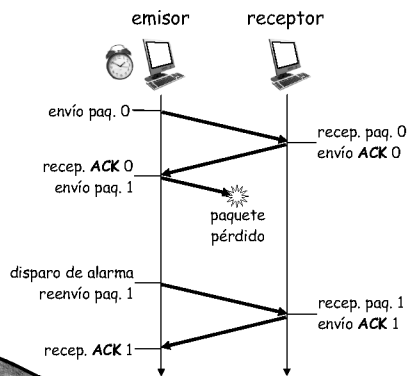 emisor
receptor
envío paq. 0
recep. paq. 0
envío ACK 0
recep. ACK 0
envío paq. 1
paquete
pérdido
disparo de alarma
reenvío paq. 1
recep. paq. 1
envío ACK 1
recep. ACK 1